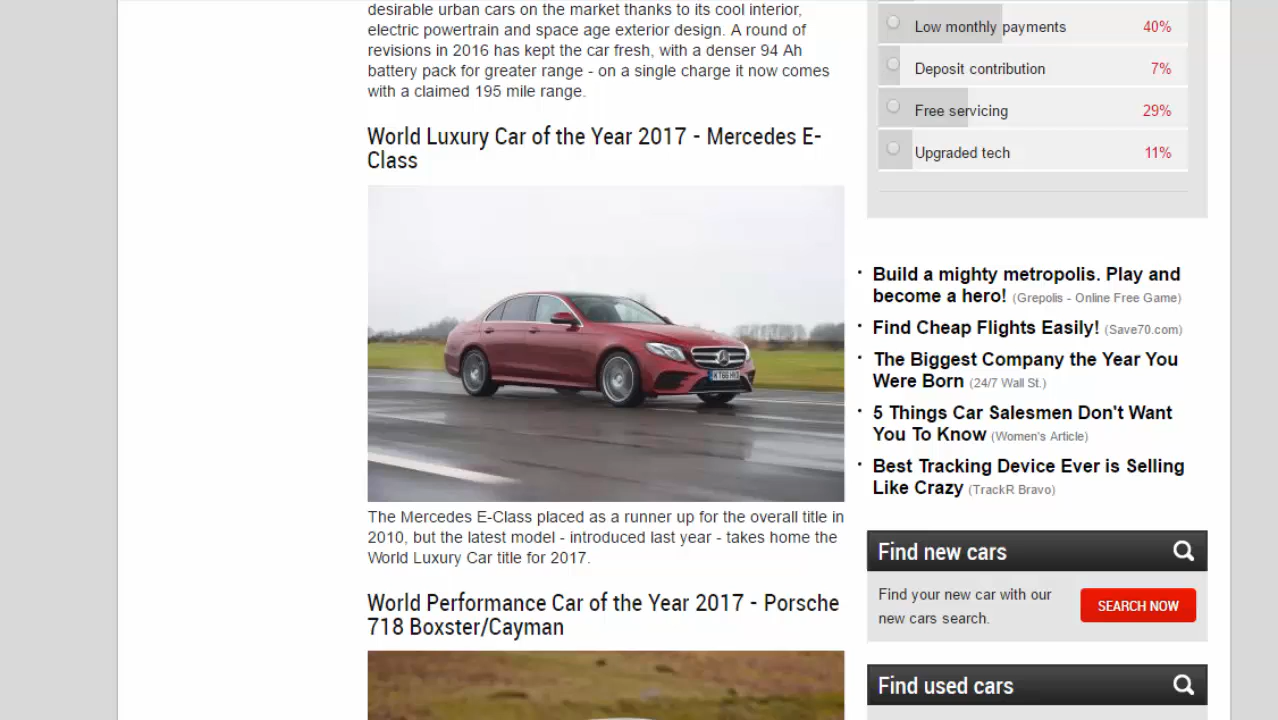 desirable urban cars on the market thanks to its cool interior,
electric powertrain and space age exterior design. A round of
revisions in 2016 has kept the car fresh, with a denser 94 Ah
battery pack for greater range - on a single charge it now comes
with a claimed 195 mile range.
World Luxury Car of the Year 2017 - Mercedes E-
Class
The Mercedes E-Class placed as a runner up for the overall title in
2010, but the latest model - introduced last year - takes home the
World Luxury Car title for 2017.
World Performance Car of the Year 2017 - Porsche
718 Boxster/Cayman
Low monthly payments 40%
Deposit contribution 7%
Free servicing 29%
Upgraded tech 11%
· Build a mighty metropolis. Play and
become a hero! (Grepolis - Online Free Game)
· Find Cheap Flights Easily! (Save70.com)
· The Biggest Company the Year You
Were Born (24/7 Wall St.)
· 5 Things Car Salesmen Don't Want
You To Know (Women's Article)
· Best Tracking Device Ever is Selling
Like Crazy (TrackR Bravo)
Find new cars
Find your new car with our
new cars search.
SEARCH NOW
Find used cars